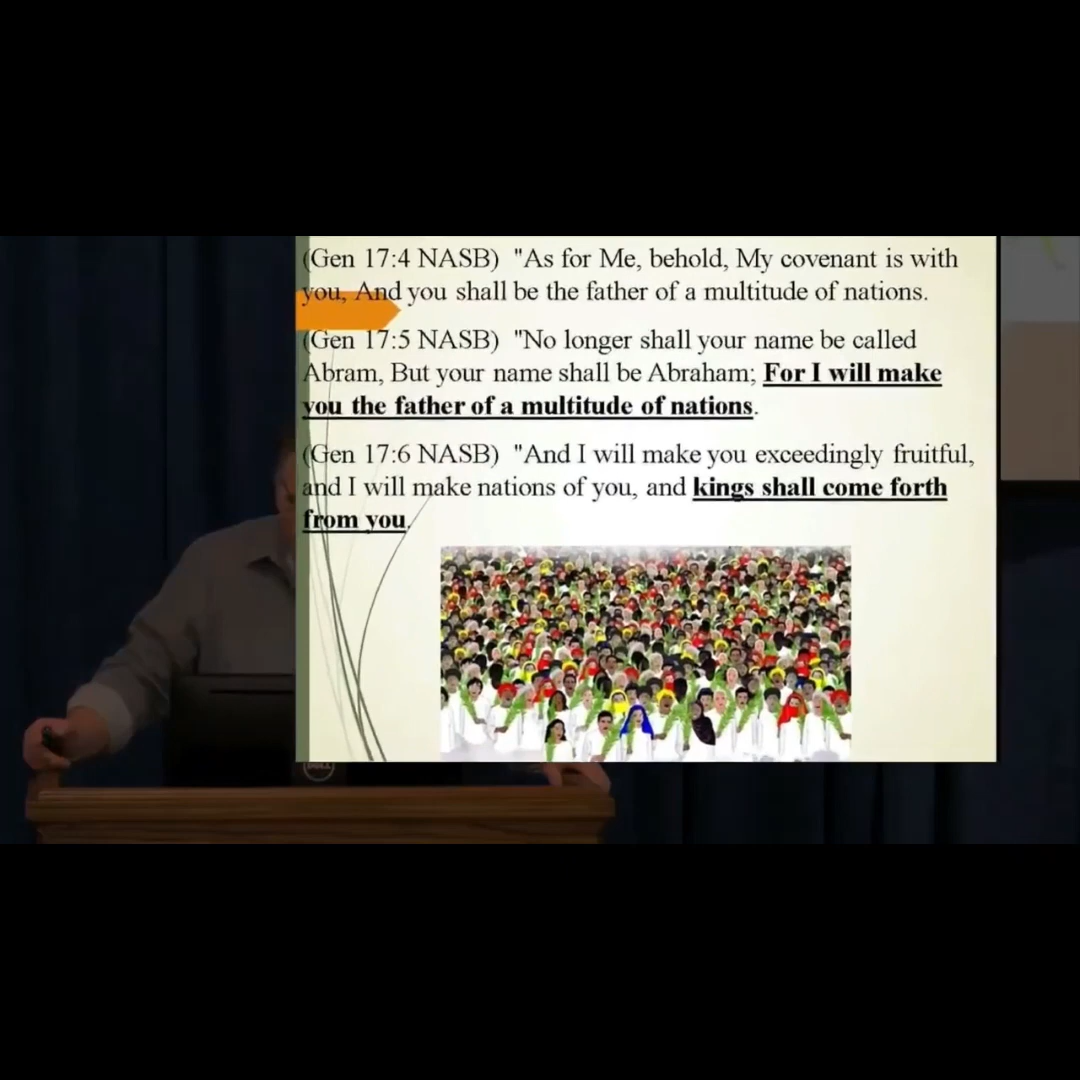 (Gen 17:4 NASB) "As for Me, behold, My covenant is with
you, And you shall be the father of a multitude of nations.
(Gen 17:5 NASB) "No longer shall your name be called
Abram, But your name shall be Abraham; For I will make
you the father of a multitude of nations.
(Gen 17:6 NASB) "And I will make you exceedingly fruitful,
and I will make nations of you, and kings shall come forth
from you.
DELL